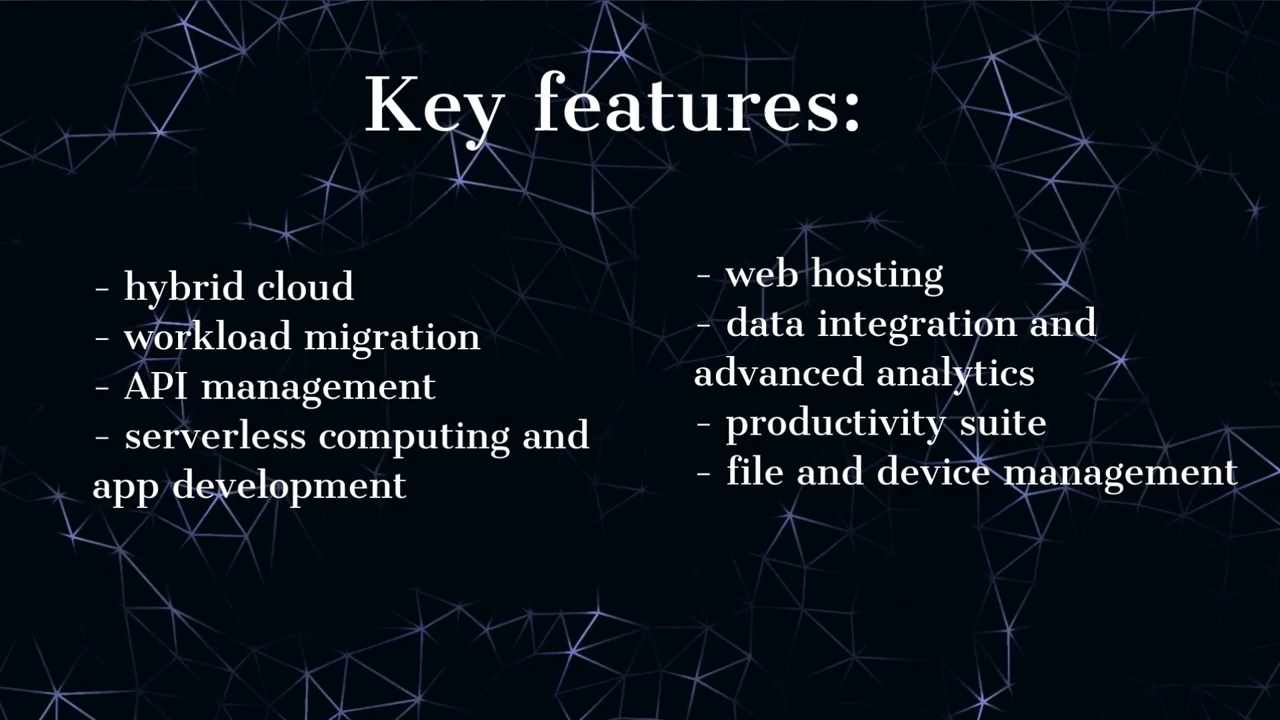 Key features:
- hybrid cloud
- workload migration
- API management
- serverless computing and
app development
- web hosting
- data integration and
advanced analytics
- productivity suite
- file and device management